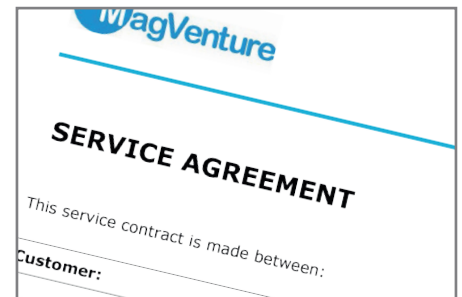 MagVenture
SERVICE AGREEMENT
This service contract is made between:
Customer: